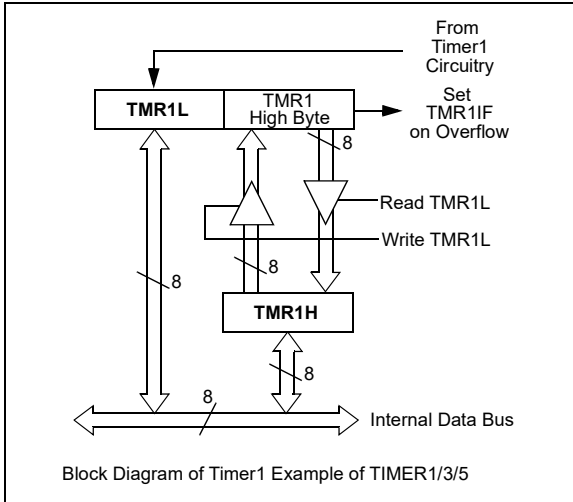 From
Timer1
Circuitry
TMR1L
TMR1
High Byte
Set
TMR1IF
on Overflow
8
Read TMR1L
Write TMR1L
8
8
TMR1H
8
8
Internal Data Bus
Block Diagram of Timer1 Example of TIMER1/3/5